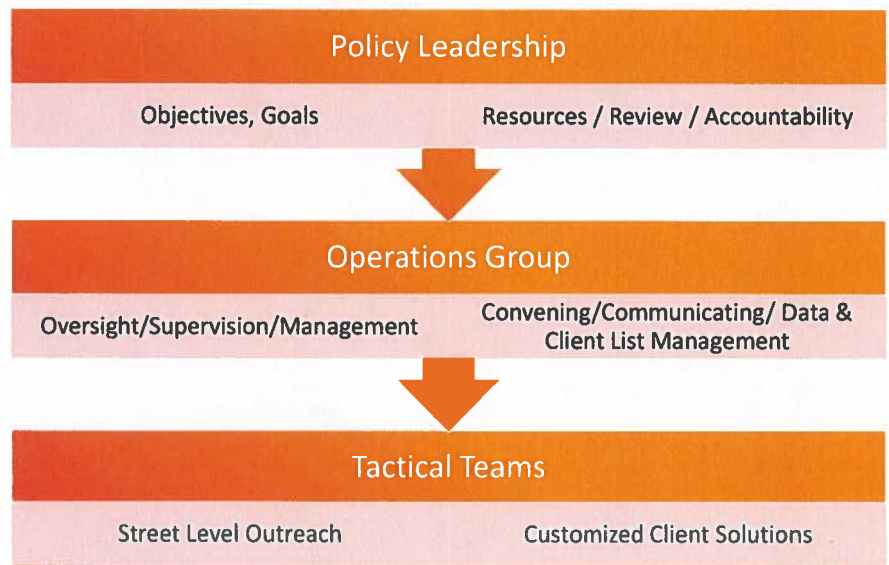 Policy Leadership
Objectives, Goals
Resources / Review / Accountability
Operations Group
Oversight/Supervision/Management
Convening/Communicating/ Data &
Client List Management
Tactical Teams
Street Level Outreach
Customized Client Solutions